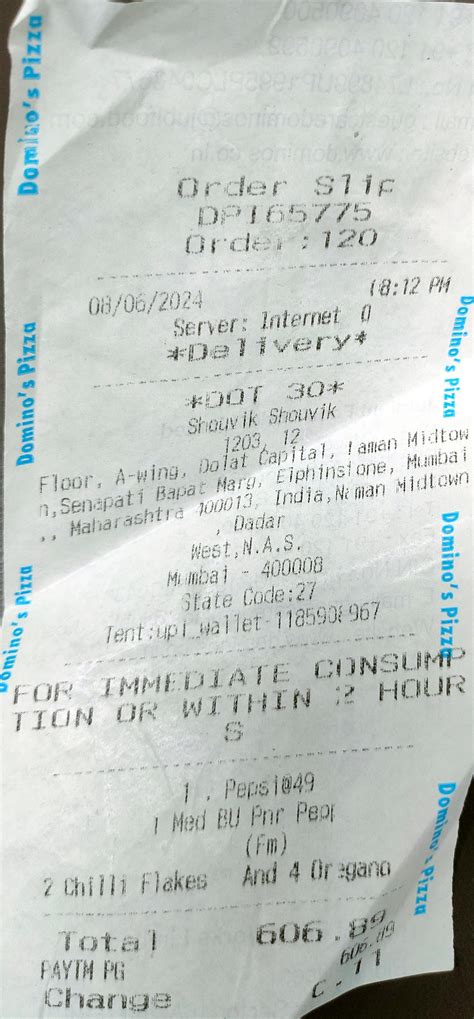 Domino's Pizza
Order Slip
DPI65775
Order:120
08/06/2024 8:12 PM
Server: Internet 0
*Delivery*
Domino's Pizza
Domino's Pizza
*DOT 30*
Shouvik Shouvik
1203, 12
Floor, A-wing, Dolat Capital, Naman Midtow
n,Senapati Bapat Marg, Elphinstone, Mumbai
,, Maharashtra 400013, India,Naman Midtown
, Dadar
West,N.A.S.
Mumbai - 400008
State Code:27
Tent:upi_wallet-1185908967
Domino's Pizza
Domino's Pizza
FOR IMMEDIATE CONSUMP
TION OR WITHIN 2 HOUR
S
1 . Pepsi@49
1 Med BU Pnr Pepp
(Fm)
2 Chilli Flakes And 4 Oregano
Domino's Pizza
Total 606.89
PAYTM PG 606.89
Change C-11